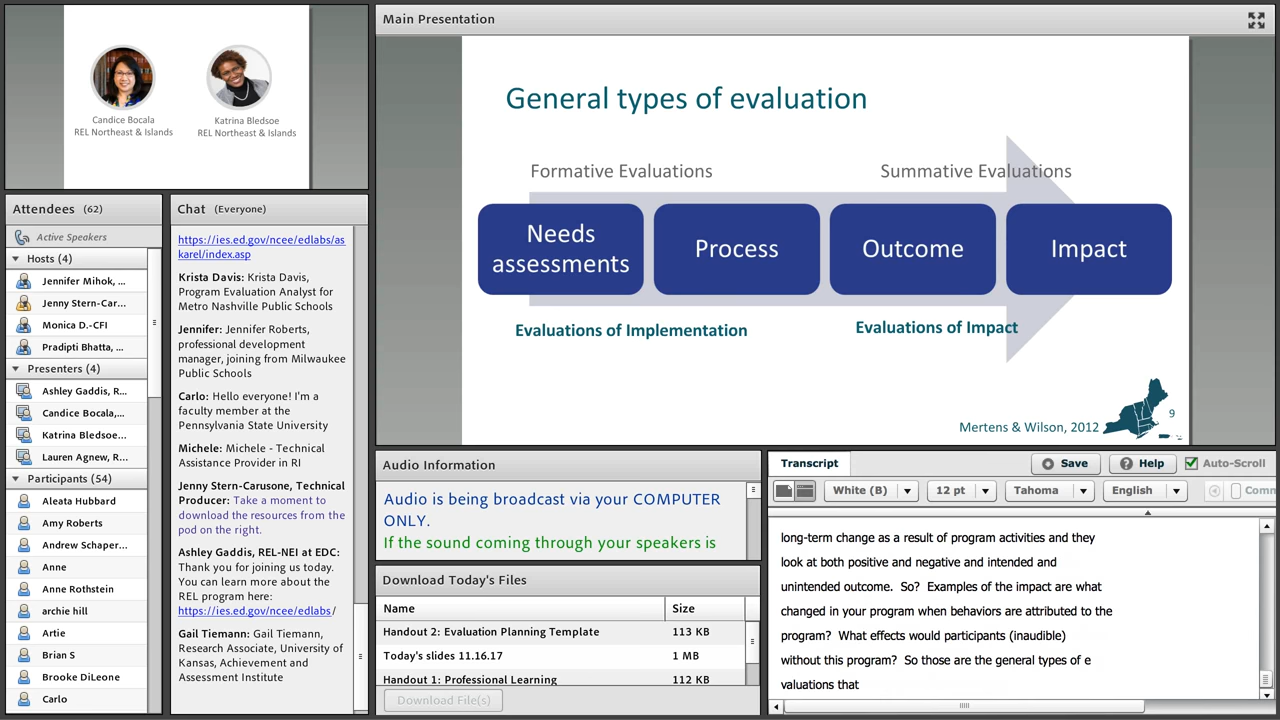 Candice Bocala
REL Northeast & Islands
Katrina Bledsoe
REL Northeast & Islands
Attendees (62)
Active Speakers
Hosts (4)
Jennifer Mihok, ...
Jenny Stern-Car...
Monica D.-CFI
Pradipti Bhatta, ...
Presenters (4)
Ashley Gaddis, R...
Candice Bocala,...
Katrina Bledsoe...
Lauren Agnew, R...
Participants (54)
Aleata Hubbard
Amy Roberts
Andrew Schaper...
Anne
Anne Rothstein
archie hill
Artie
Brian S
Brooke DiLeone
Carlo
Chat (Everyone)
https://ies.ed.gov/ncee/edlabs/as
karel/index.asp
Krista Davis: Krista Davis,
Program Evaluation Analyst for
Metro Nashville Public Schools
Jennifer: Jennifer Roberts,
professional development
manager, joining from Milwaukee
Public Schools
Carlo: Hello everyone! I'm a
faculty member at the
Pennsylvania State University
Michele: Michele - Technical
Assistance Provider in RI
Jenny Stern-Carusone, Technical
Producer: Take a moment to
download the resources from the
pod on the right.
Ashley Gaddis, REL-NEI at EDC:
Thank you for joining us today.
You can learn more about the
REL program here:
https://ies.ed.gov/ncee/edlabs/
Gail Tiemann: Gail Tiemann,
Research Associate, University of
Kansas, Achievement and
Assessment Institute
Main Presentation
General types of evaluation
Formative Evaluations
Summative Evaluations
Needs
assessments
Process
Outcome
Impact
Evaluations of Implementation
Evaluations of Impact
Mertens & Wilson, 2012
9
Audio Information
Audio is being broadcast via your COMPUTER
ONLY.
If the sound coming through your speakers is
Download Today's Files
Name
Size
Handout 2: Evaluation Planning Template
113 KB
Today's slides 11.16.17
1 MB
Handout 1: Professional Learning
112 KB
Download File(s)
Transcript
Save
Help
Auto-Scroll
White (B)
12 pt
Tahoma
English
Comm
long-term change as a result of program activities and they
look at both positive and negative and intended and
unintended outcome. So? Examples of the impact are what
changed in your program when behaviors are attributed to the
program? What effects would participants (inaudible)
without this program? So those are the general types of e
valuations that